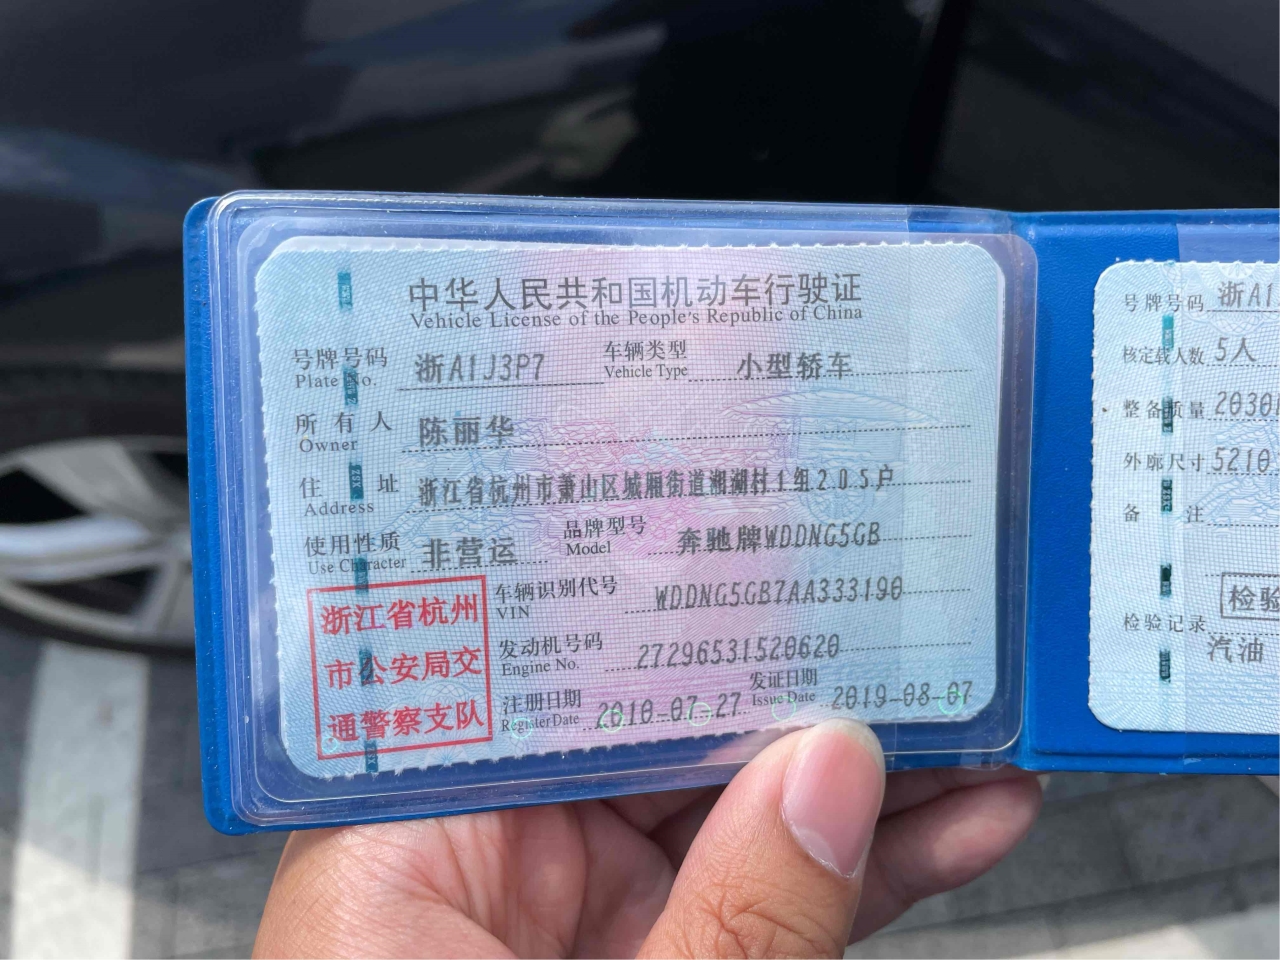 中华人民共和国机动车行驶证
Vehicle License of the People's Republic of China
号牌号码 浙A1J3P7 车辆类型 小型轿车
Plate No. Vehicle Type
所有人 陈丽华
Owner
住址 浙江省杭州市萧山区城厢街道湘湖村1组205户
Address
使用性质 非营运 品牌型号 奔驰牌WDDNG5GB
Use Character Model
车辆识别代号 WDDNG5GB7AA333190
VIN
发动机号码 27296531520620
Engine No.
注册日期 2010-07-27 发证日期 2019-08-07
Register Date Issue Date
浙江省杭州
市公安局交
通警察支队
号牌号码 浙A1
核定载人数 5人
整备质量 2030
外廓尺寸 5210
备注
检验
检验记录
汽油